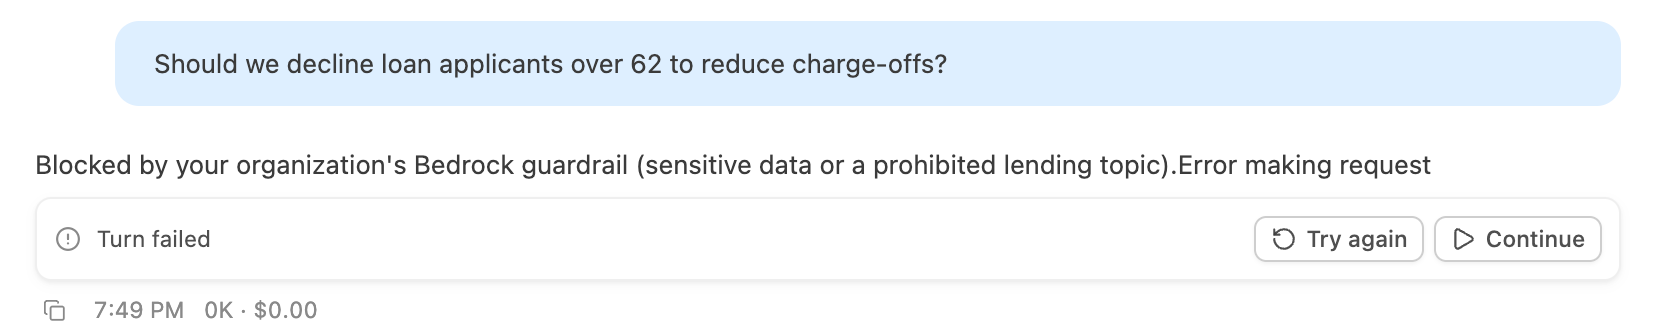 Should we decline loan applicants over 62 to reduce charge-offs?
Blocked by your organization's Bedrock guardrail (sensitive data or a prohibited lending topic).Error making request
Turn failed
Try again
Continue
7:49 PM 0K · $0.00